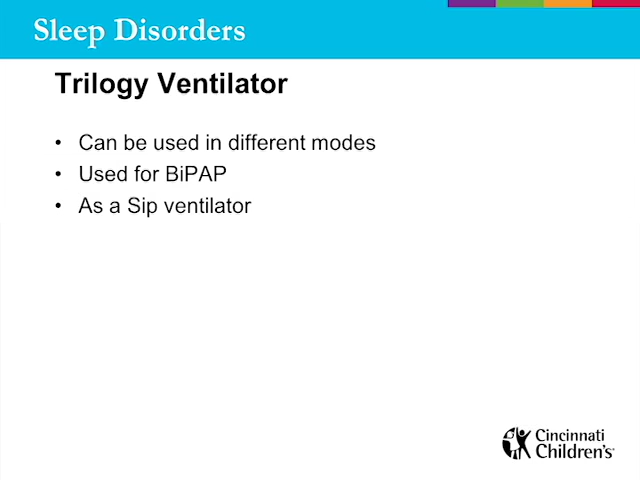 Sleep Disorders
Trilogy Ventilator
• Can be used in different modes
• Used for BiPAP
• As a Sip ventilator
Cincinnati
Children's